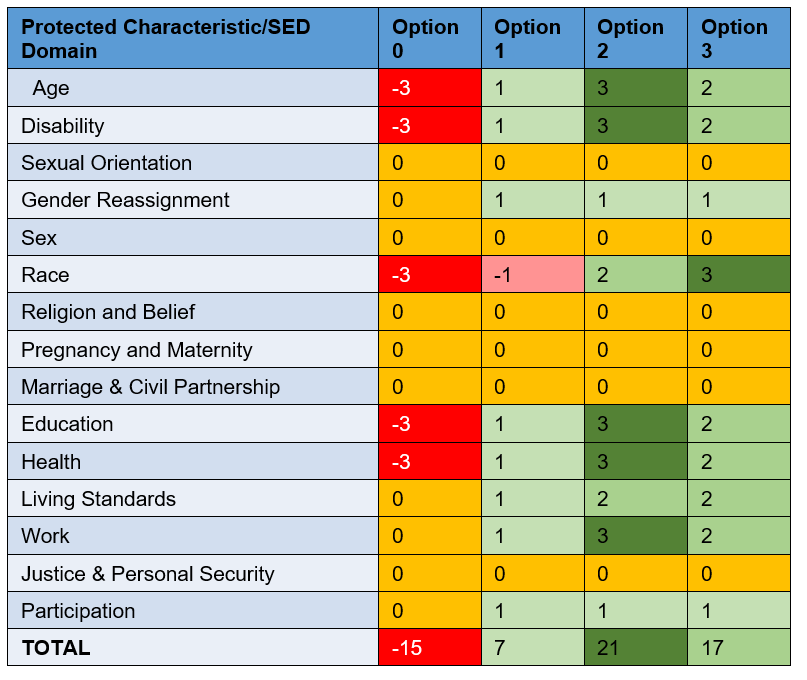 Protected Characteristic/SED Domain Option 0 Option 1 Option 2 Option 3
Age -3 1 3 2
Disability -3 1 3 2
Sexual Orientation 0 0 0 0
Gender Reassignment 0 1 1 1
Sex 0 0 0 0
Race -3 -1 2 3
Religion and Belief 0 0 0 0
Pregnancy and Maternity 0 0 0 0
Marriage & Civil Partnership 0 0 0 0
Education -3 1 3 2
Health -3 1 3 2
Living Standards 0 1 2 2
Work 0 1 3 2
Justice & Personal Security 0 0 0 0
Participation 0 1 1 1
TOTAL -15 7 21 17